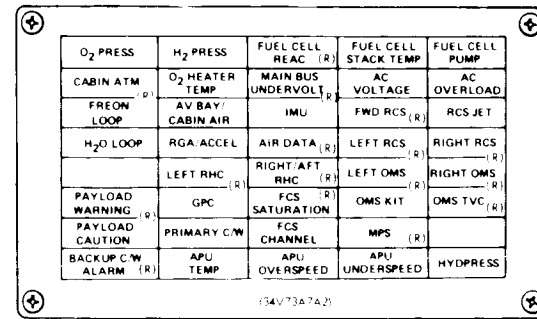 O2 PRESS
H2 PRESS
FUEL CELL
REAC (R)
FUEL CELL
STACK TEMP
FUEL CELL
PUMP
CABIN ATM (R)
O2 HEATER
TEMP
MAIN BUS
UNDERVOLT (R)
AC
VOLTAGE
AC
OVERLOAD
FREON
LOOP
AV BAY/
CABIN AIR
IMU
FWD RCS (R)
RCS JET
H2O LOOP
RGA/ACCEL
AIR DATA (R)
LEFT RCS (R)
RIGHT RCS (R)
LEFT RHC (R)
RIGHT/AFT
RHC (R)
LEFT OMS (R)
RIGHT OMS (R)
PAYLOAD
WARNING (R)
GPC
FCS (R)
SATURATION
OMS KIT
OMS TVC (R)
PAYLOAD
CAUTION
PRIMARY C/W
FCS
CHANNEL
MPS (R)
BACKUP C/W
ALARM (R)
APU
TEMP
APU
OVERSPEED
APU
UNDERSPEED
HYDPRESS
(34V73A7A2)